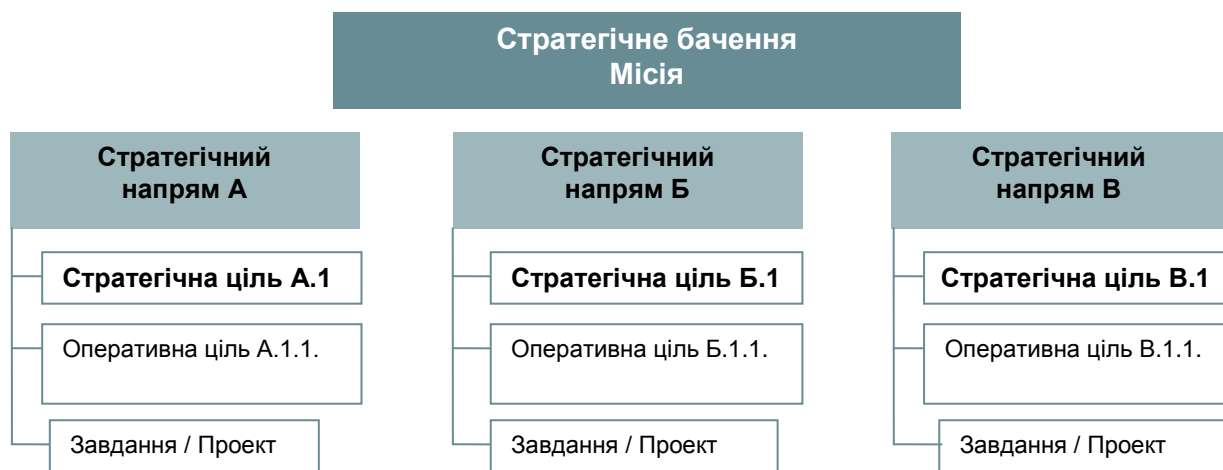 Стратегічне бачення
Місія
Стратегічний
напрям А
Стратегічна ціль А.1
Оперативна ціль А.1.1.
Завдання / Проект
Стратегічний
напрям Б
Стратегічна ціль Б.1
Оперативна ціль Б.1.1.
Завдання / Проект
Стратегічний
напрям В
Стратегічна ціль В.1
Оперативна ціль В.1.1.
Завдання / Проект